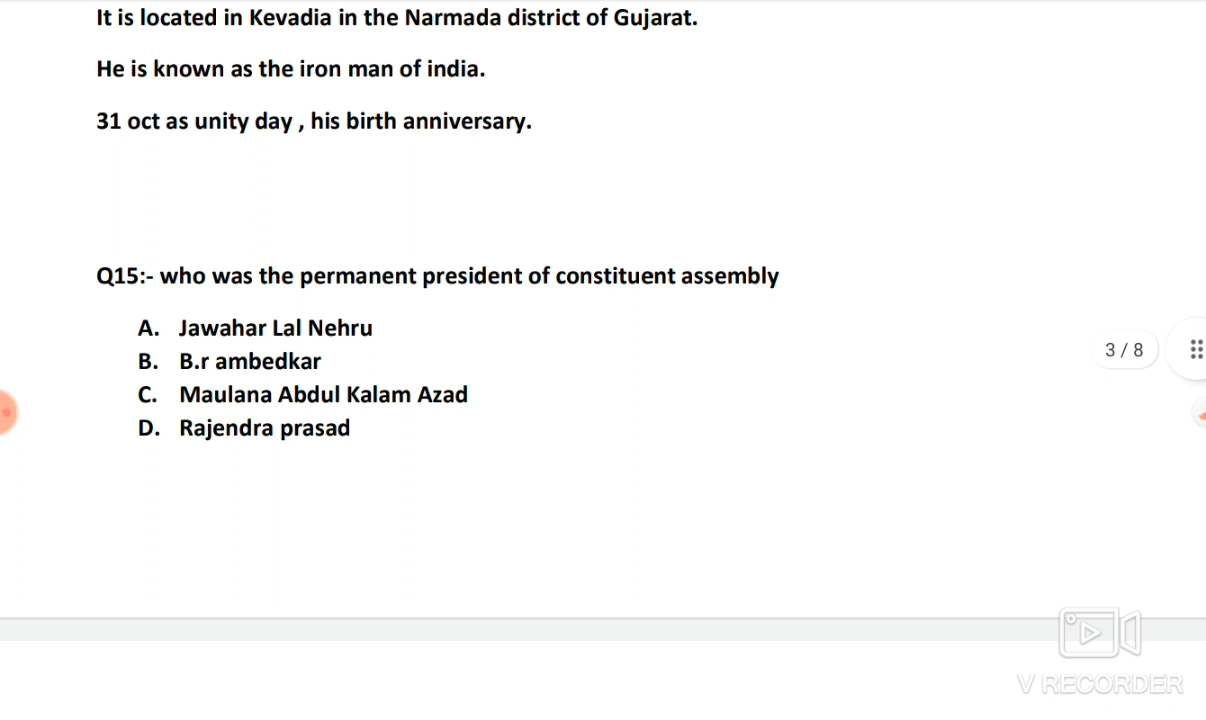 It is located in Kevadia in the Narmada district of Gujarat.
He is known as the iron man of india.
31 oct as unity day , his birth anniversary.
Q15:- who was the permanent president of constituent assembly
A. Jawahar Lal Nehru
B. B.r ambedkar
C. Maulana Abdul Kalam Azad
D. Rajendra prasad
3 / 8
V RECORDER